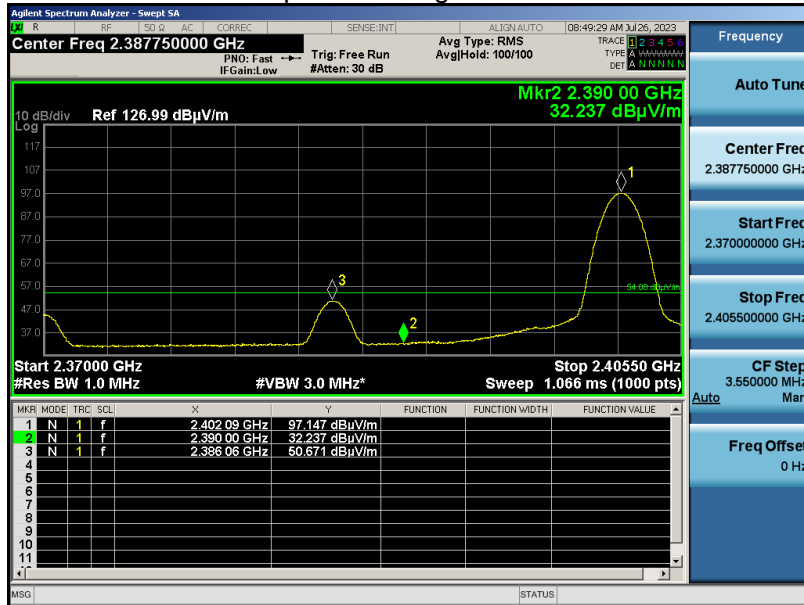 Agilent Spectrum Analyzer - Swept SA
LXI R RF 50 Ω AC CORREC SENSE:INT ALIGN AUTO 08:49:29 AM Jul 26, 2023
Center Freq 2.387750000 GHz
PNO: Fast
IFGain:Low
Trig: Free Run
#Atten: 30 dB
Avg Type: RMS
Avg|Hold: 100/100
TRACE 1 2 3 4 5 6
TYPE A WWWWW
DET A N N N N N
Frequency
Auto Tune
Center Freq
2.387750000 GHz
Start Freq
2.370000000 GHz
Stop Freq
2.405500000 GHz
CF Step
3.550000 MHz
Auto Man
Freq Offset
0 Hz
Mkr2 2.390 00 GHz
32.237 dBµV/m
10 dB/div Ref 126.99 dBµV/m
Log
117
107
97.0
87.0
77.0
67.0
57.0
47.0
37.0
1
3
2
54.00 dBµV/m
Start 2.37000 GHz Stop 2.40550 GHz
#Res BW 1.0 MHz #VBW 3.0 MHz* Sweep 1.066 ms (1000 pts)
MKR MODE TRC SCL X Y FUNCTION FUNCTION WIDTH FUNCTION VALUE
1 N 1 f 2.402 09 GHz 97.147 dBµV/m
2 N 1 f 2.390 00 GHz 32.237 dBµV/m
3 N 1 f 2.386 06 GHz 50.671 dBµV/m
4
5
6
7
8
9
10
11
MSG STATUS